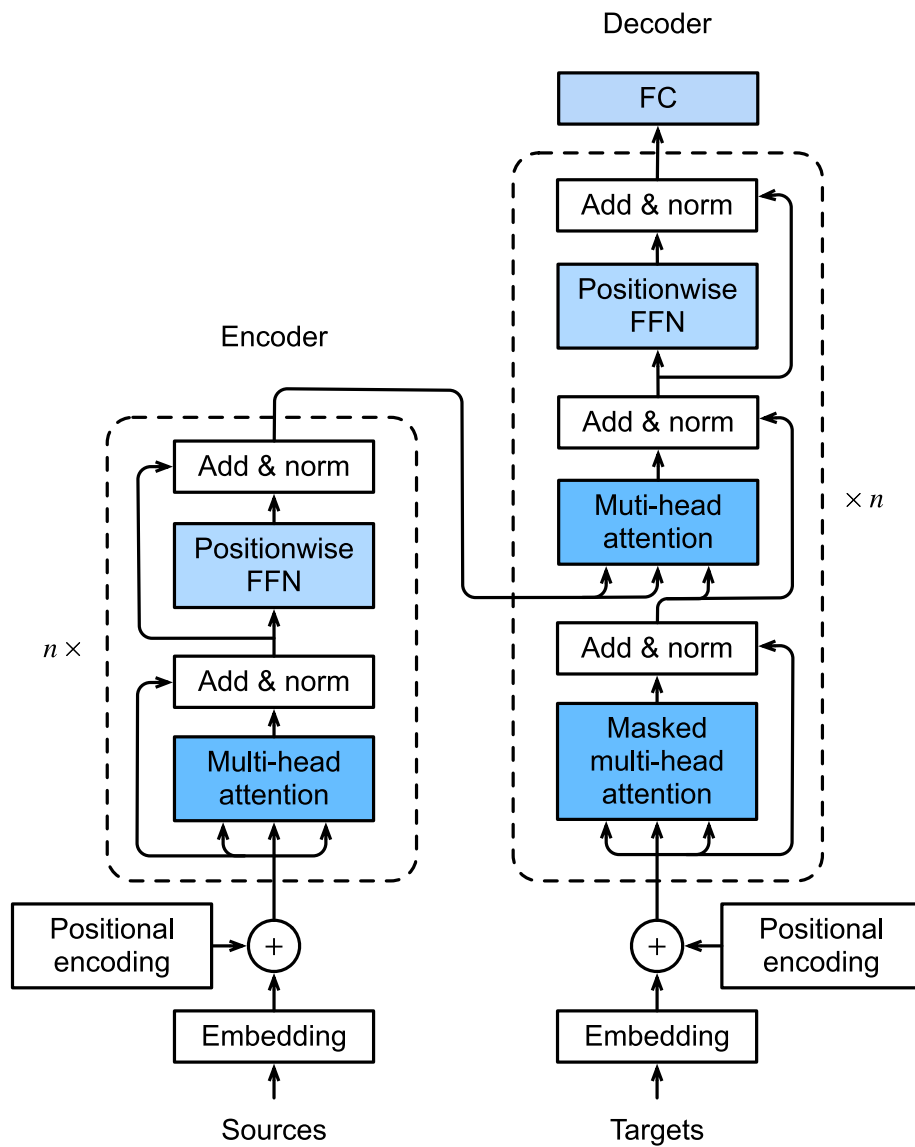 Decoder
FC
Add & norm
Positionwise
FFN
Add & norm
Muti-head
attention
× n
Add & norm
Masked
multi-head
attention
Positional
encoding
+
Embedding
Targets
Encoder
Add & norm
Positionwise
FFN
n ×
Add & norm
Multi-head
attention
Positional
encoding
+
Embedding
Sources